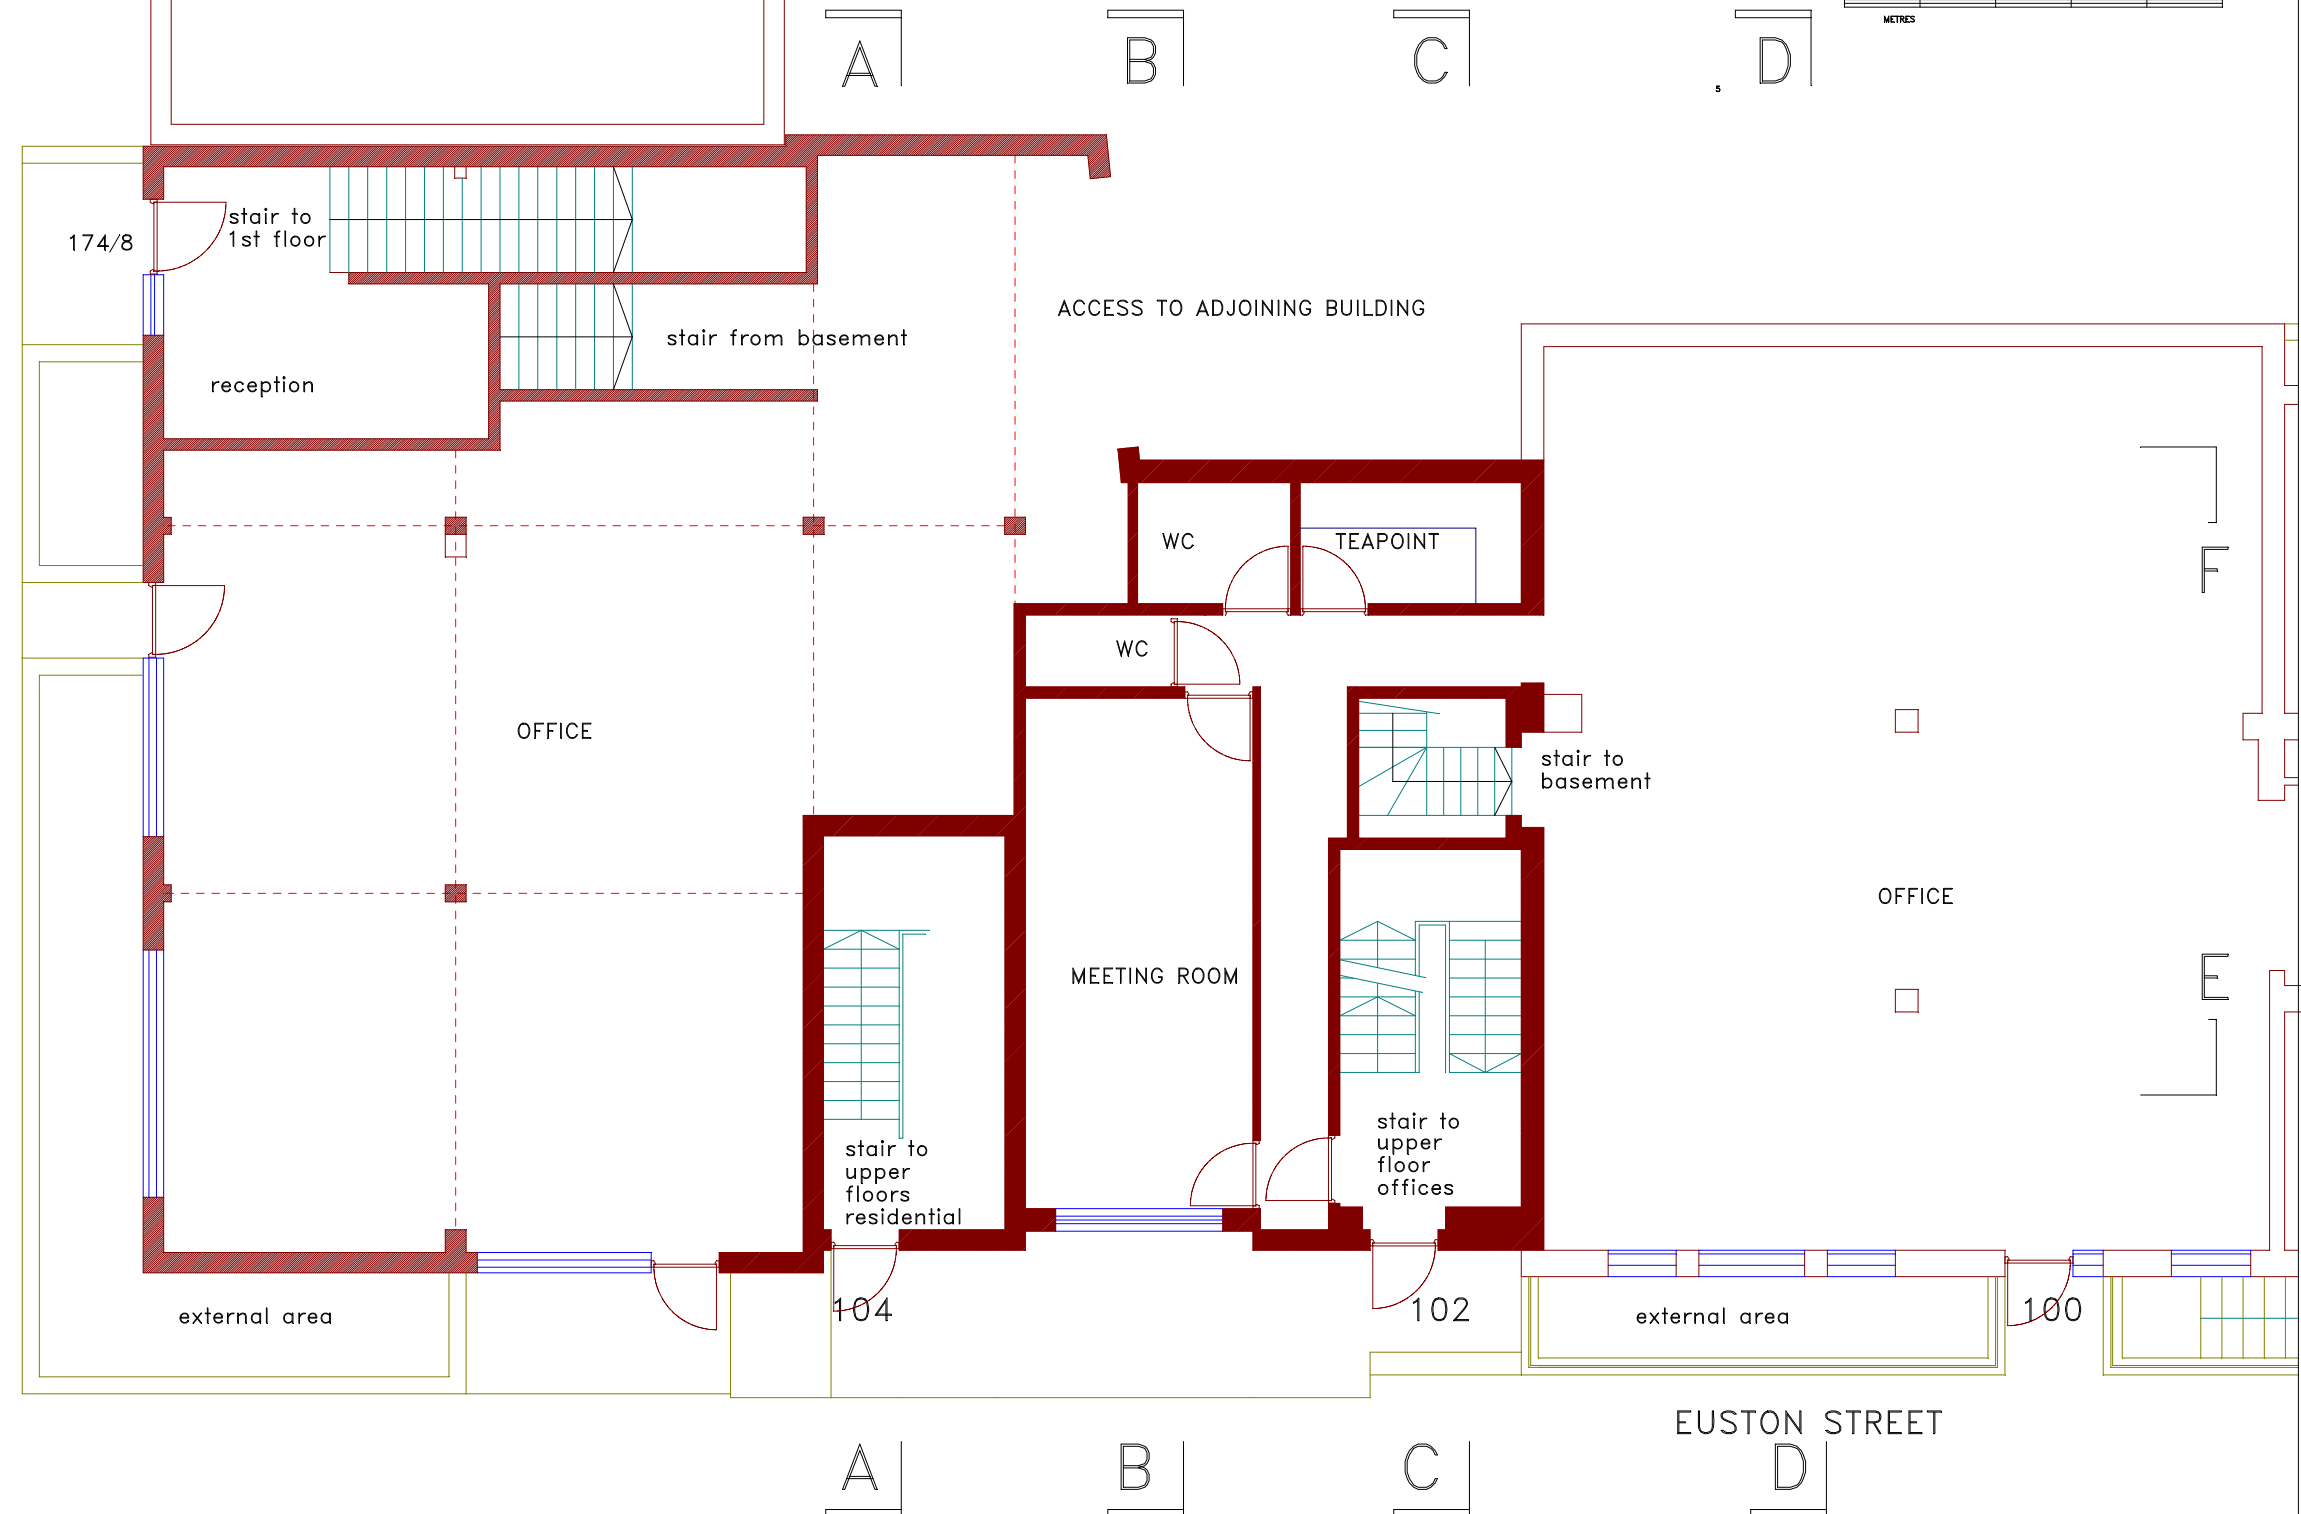 METRES
A
B
C
D
5
stair to
1st floor
174/8
ACCESS TO ADJOINING BUILDING
stair from basement
reception
WC
TEAPOINT
F
WC
OFFICE
stair to
basement
OFFICE
MEETING ROOM
E
stair to
upper
floors
residential
stair to
upper
floor
offices
external area
104
102
external area
100
EUSTON STREET
A
B
C
D